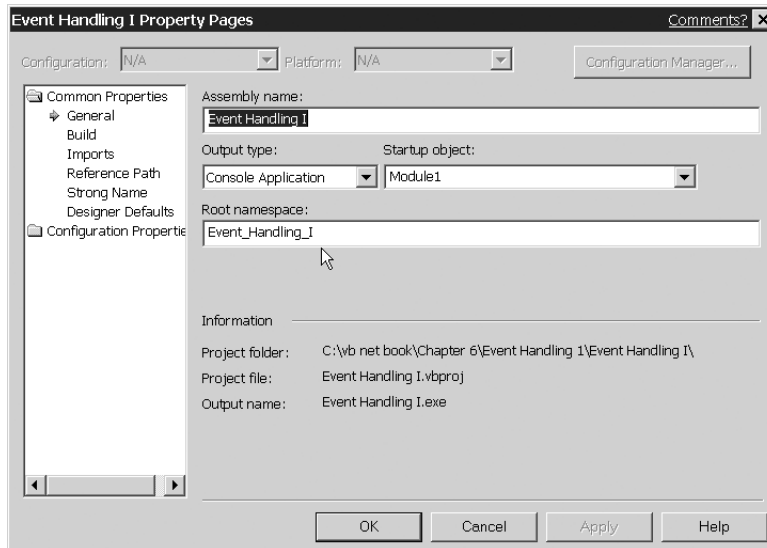 Event Handling I Property Pages
Comments?
Configuration: N/A Platform: N/A Configuration Manager...
Common Properties
General
Build
Imports
Reference Path
Strong Name
Designer Defaults
Configuration Propertie
Assembly name:
Event Handling I
Output type: Startup object:
Console Application Module1
Root namespace:
Event_Handling_I
Information
Project folder: C:\vb net book\Chapter 6\Event Handling 1\Event Handling I\
Project file: Event Handling I.vbproj
Output name: Event Handling I.exe
OK Cancel Apply Help